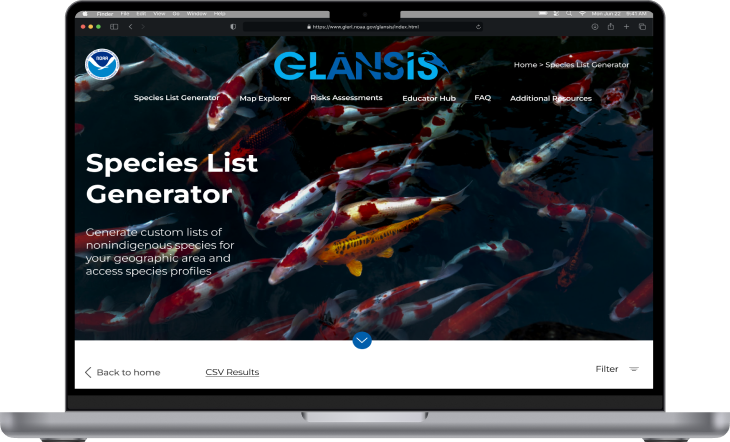 Finder File Edit View Go Window Help
Mon Jun 22 9:41 AM
https://www.glerl.noaa.gov/glansis/index.html
NOAA
GLANSIS
Home > Species List Generator
Species List Generator Map Explorer Risks Assessments Educator Hub FAQ Additional Resources
Species List
Generator
Generate custom lists of
nonindigenous species for
your geographic area and
access species profiles
Back to home
CSV Results
Filter